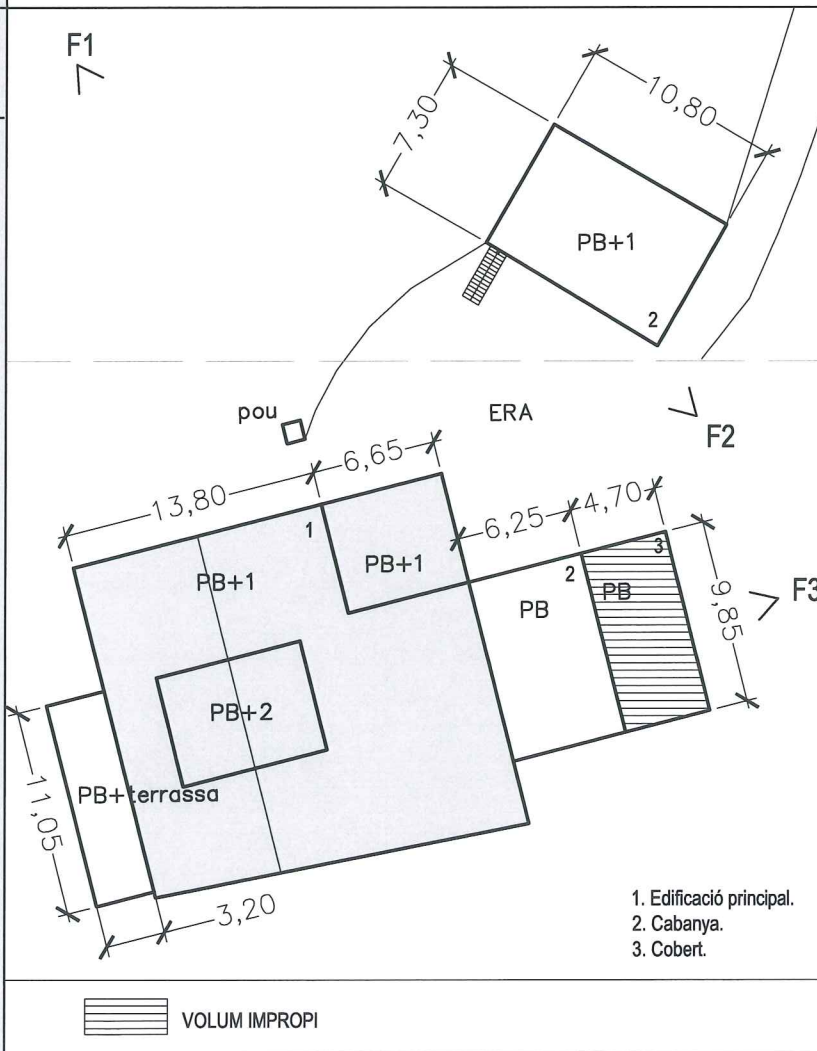 F1
10,80
7,30
PB+1
2
pou
ERA
F2
6,65
13,80
1
PB+1
PB+1
6,25
4,70
3
2
PB
PB
F3
9,85
PB+2
PB+terrassa
11,05
3,20
1. Edificació principal.
2. Cabanya.
3. Cobert.
VOLUM IMPROPI